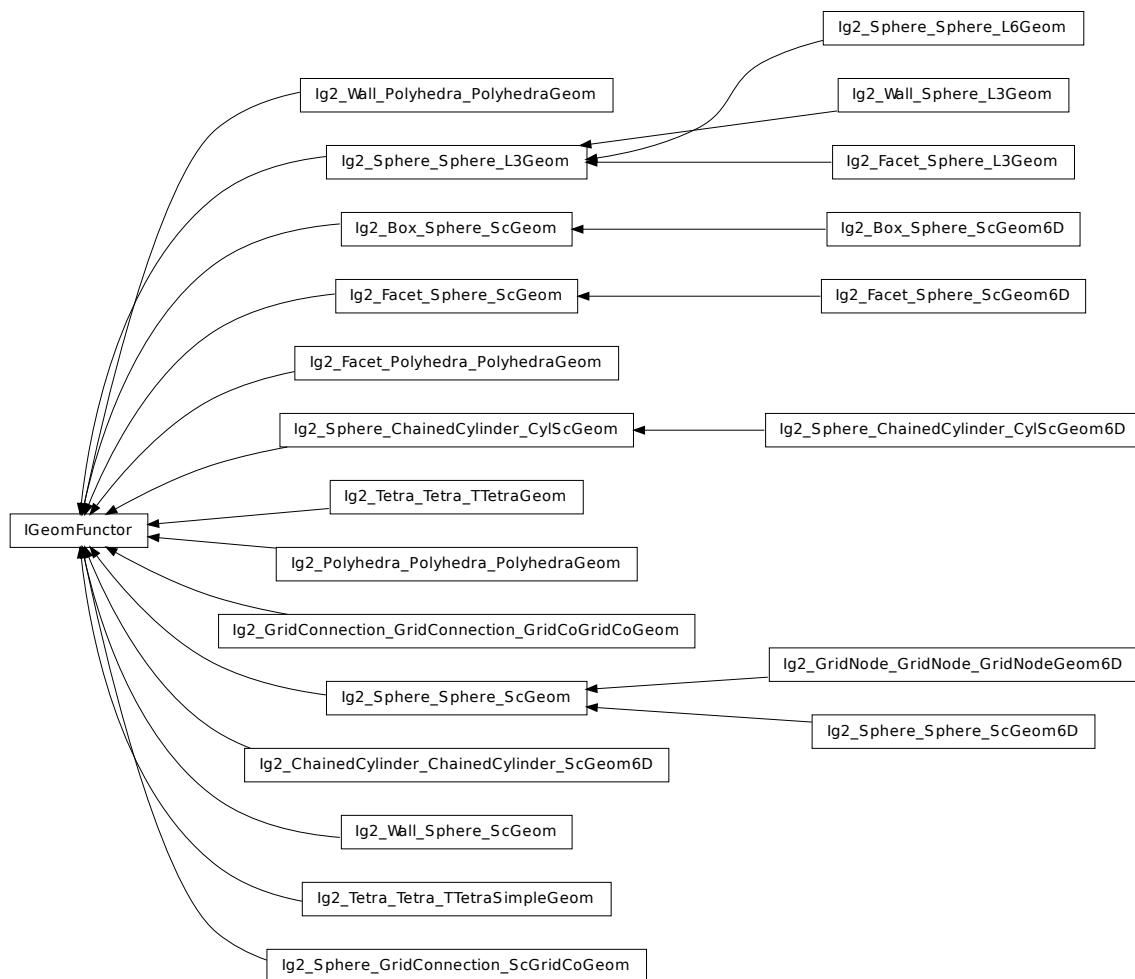 Ig2_Sphere_Sphere_L6Geom
Ig2_Wall_Polyhedra_PolyhedraGeom
Ig2_Wall_Sphere_L3Geom
Ig2_Sphere_Sphere_L3Geom
Ig2_Facet_Sphere_L3Geom
Ig2_Box_Sphere_ScGeom
Ig2_Box_Sphere_ScGeom6D
Ig2_Facet_Sphere_ScGeom
Ig2_Facet_Sphere_ScGeom6D
Ig2_Facet_Polyhedra_PolyhedraGeom
Ig2_Sphere_ChainedCylinder_CylScGeom
Ig2_Sphere_ChainedCylinder_CylScGeom6D
Ig2_Tetra_Tetra_TTetraGeom
IGeomFunctor
Ig2_Polyhedra_Polyhedra_PolyhedraGeom
Ig2_GridConnection_GridConnection_GridCoGridCoGeom
Ig2_GridNode_GridNode_GridNodeGeom6D
Ig2_Sphere_Sphere_ScGeom
Ig2_Sphere_Sphere_ScGeom6D
Ig2_ChainedCylinder_ChainedCylinder_ScGeom6D
Ig2_Wall_Sphere_ScGeom
Ig2_Tetra_Tetra_TTetraSimpleGeom
Ig2_Sphere_GridConnection_ScGridCoGeom